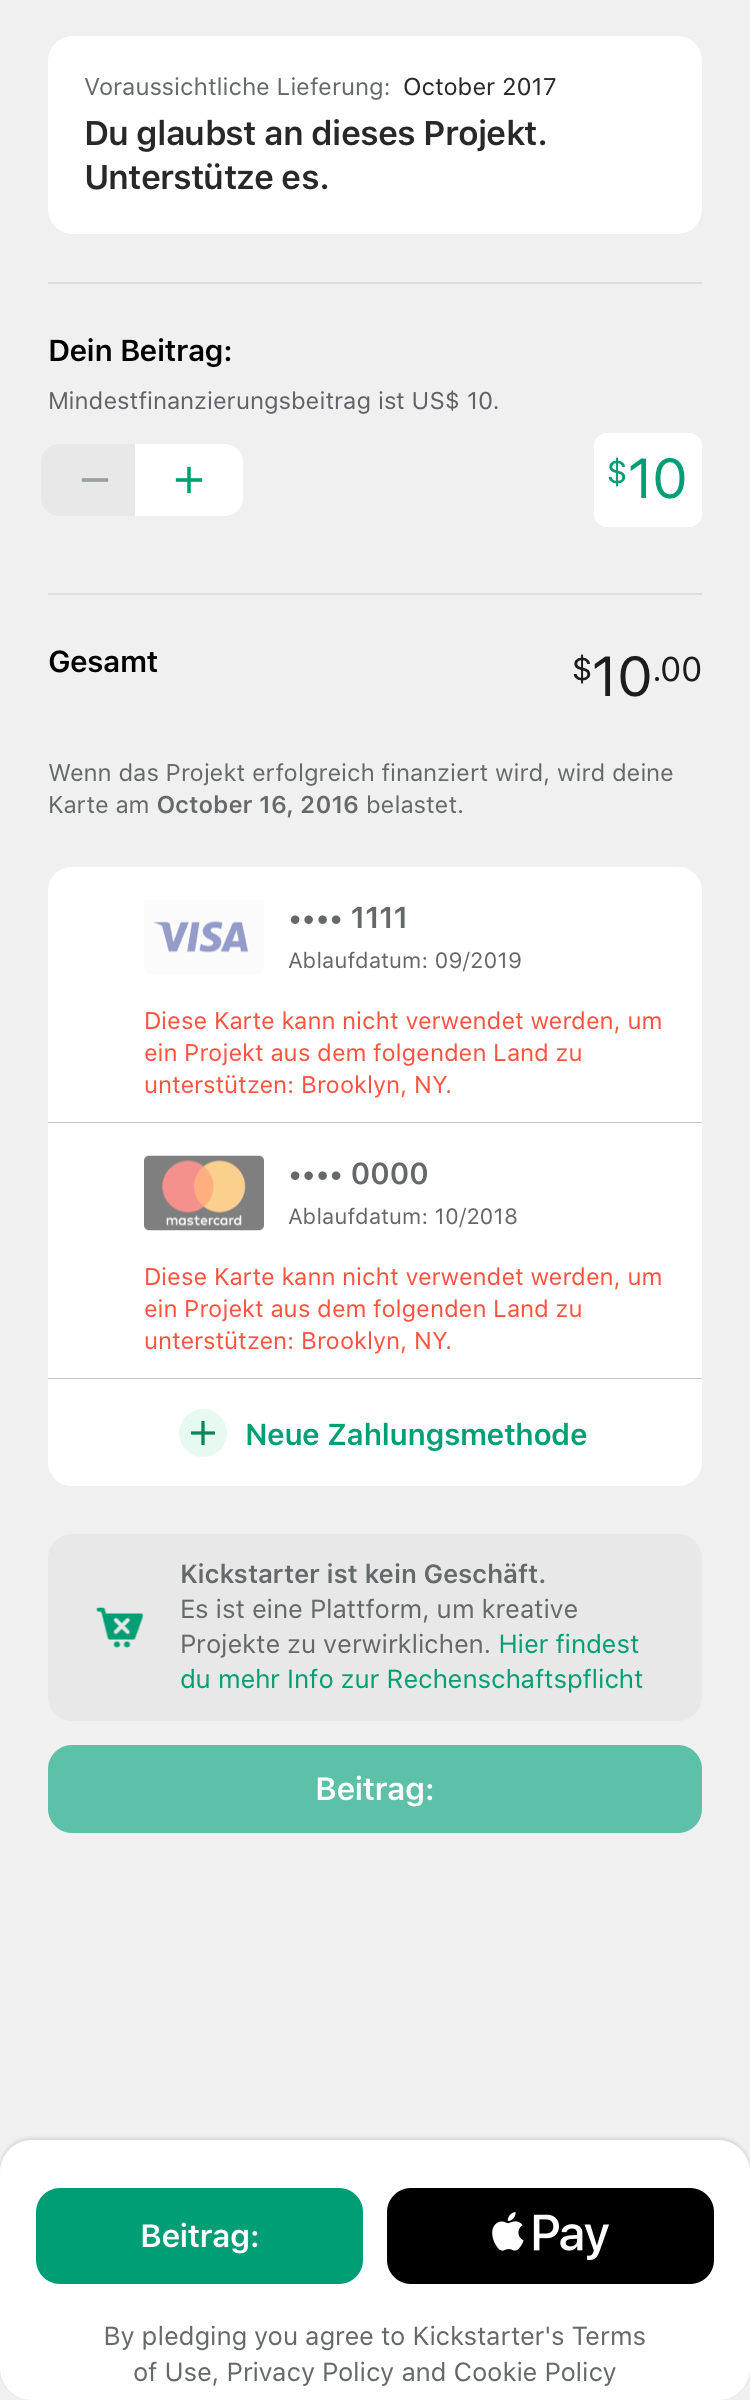 Voraussichtliche Lieferung: October 2017
Du glaubst an dieses Projekt.
Unterstütze es.
Dein Beitrag:
Mindestfinanzierungsbeitrag ist US$ 10.
− +
$10
Gesamt
$10.00
Wenn das Projekt erfolgreich finanziert wird, wird deine
Karte am October 16, 2016 belastet.
VISA
•••• 1111
Ablaufdatum: 09/2019
Diese Karte kann nicht verwendet werden, um
ein Projekt aus dem folgenden Land zu
unterstützen: Brooklyn, NY.
mastercard
•••• 0000
Ablaufdatum: 10/2018
Diese Karte kann nicht verwendet werden, um
ein Projekt aus dem folgenden Land zu
unterstützen: Brooklyn, NY.
+ Neue Zahlungsmethode
Kickstarter ist kein Geschäft.
Es ist eine Plattform, um kreative
Projekte zu verwirklichen. Hier findest
du mehr Info zur Rechenschaftspflicht
Beitrag:
Beitrag:
Pay
By pledging you agree to Kickstarter's Terms
of Use, Privacy Policy and Cookie Policy